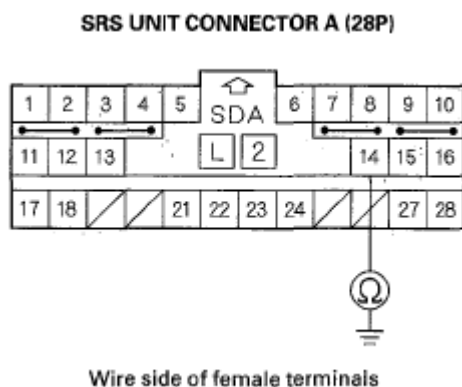 SRS UNIT CONNECTOR A (28P)
1 2 3 4 5 6 7 8 9 10
SDA
11 12 13 L 2 14 15 16
17 18 21 22 23 24 27 28
Ω
Wire side of female terminals